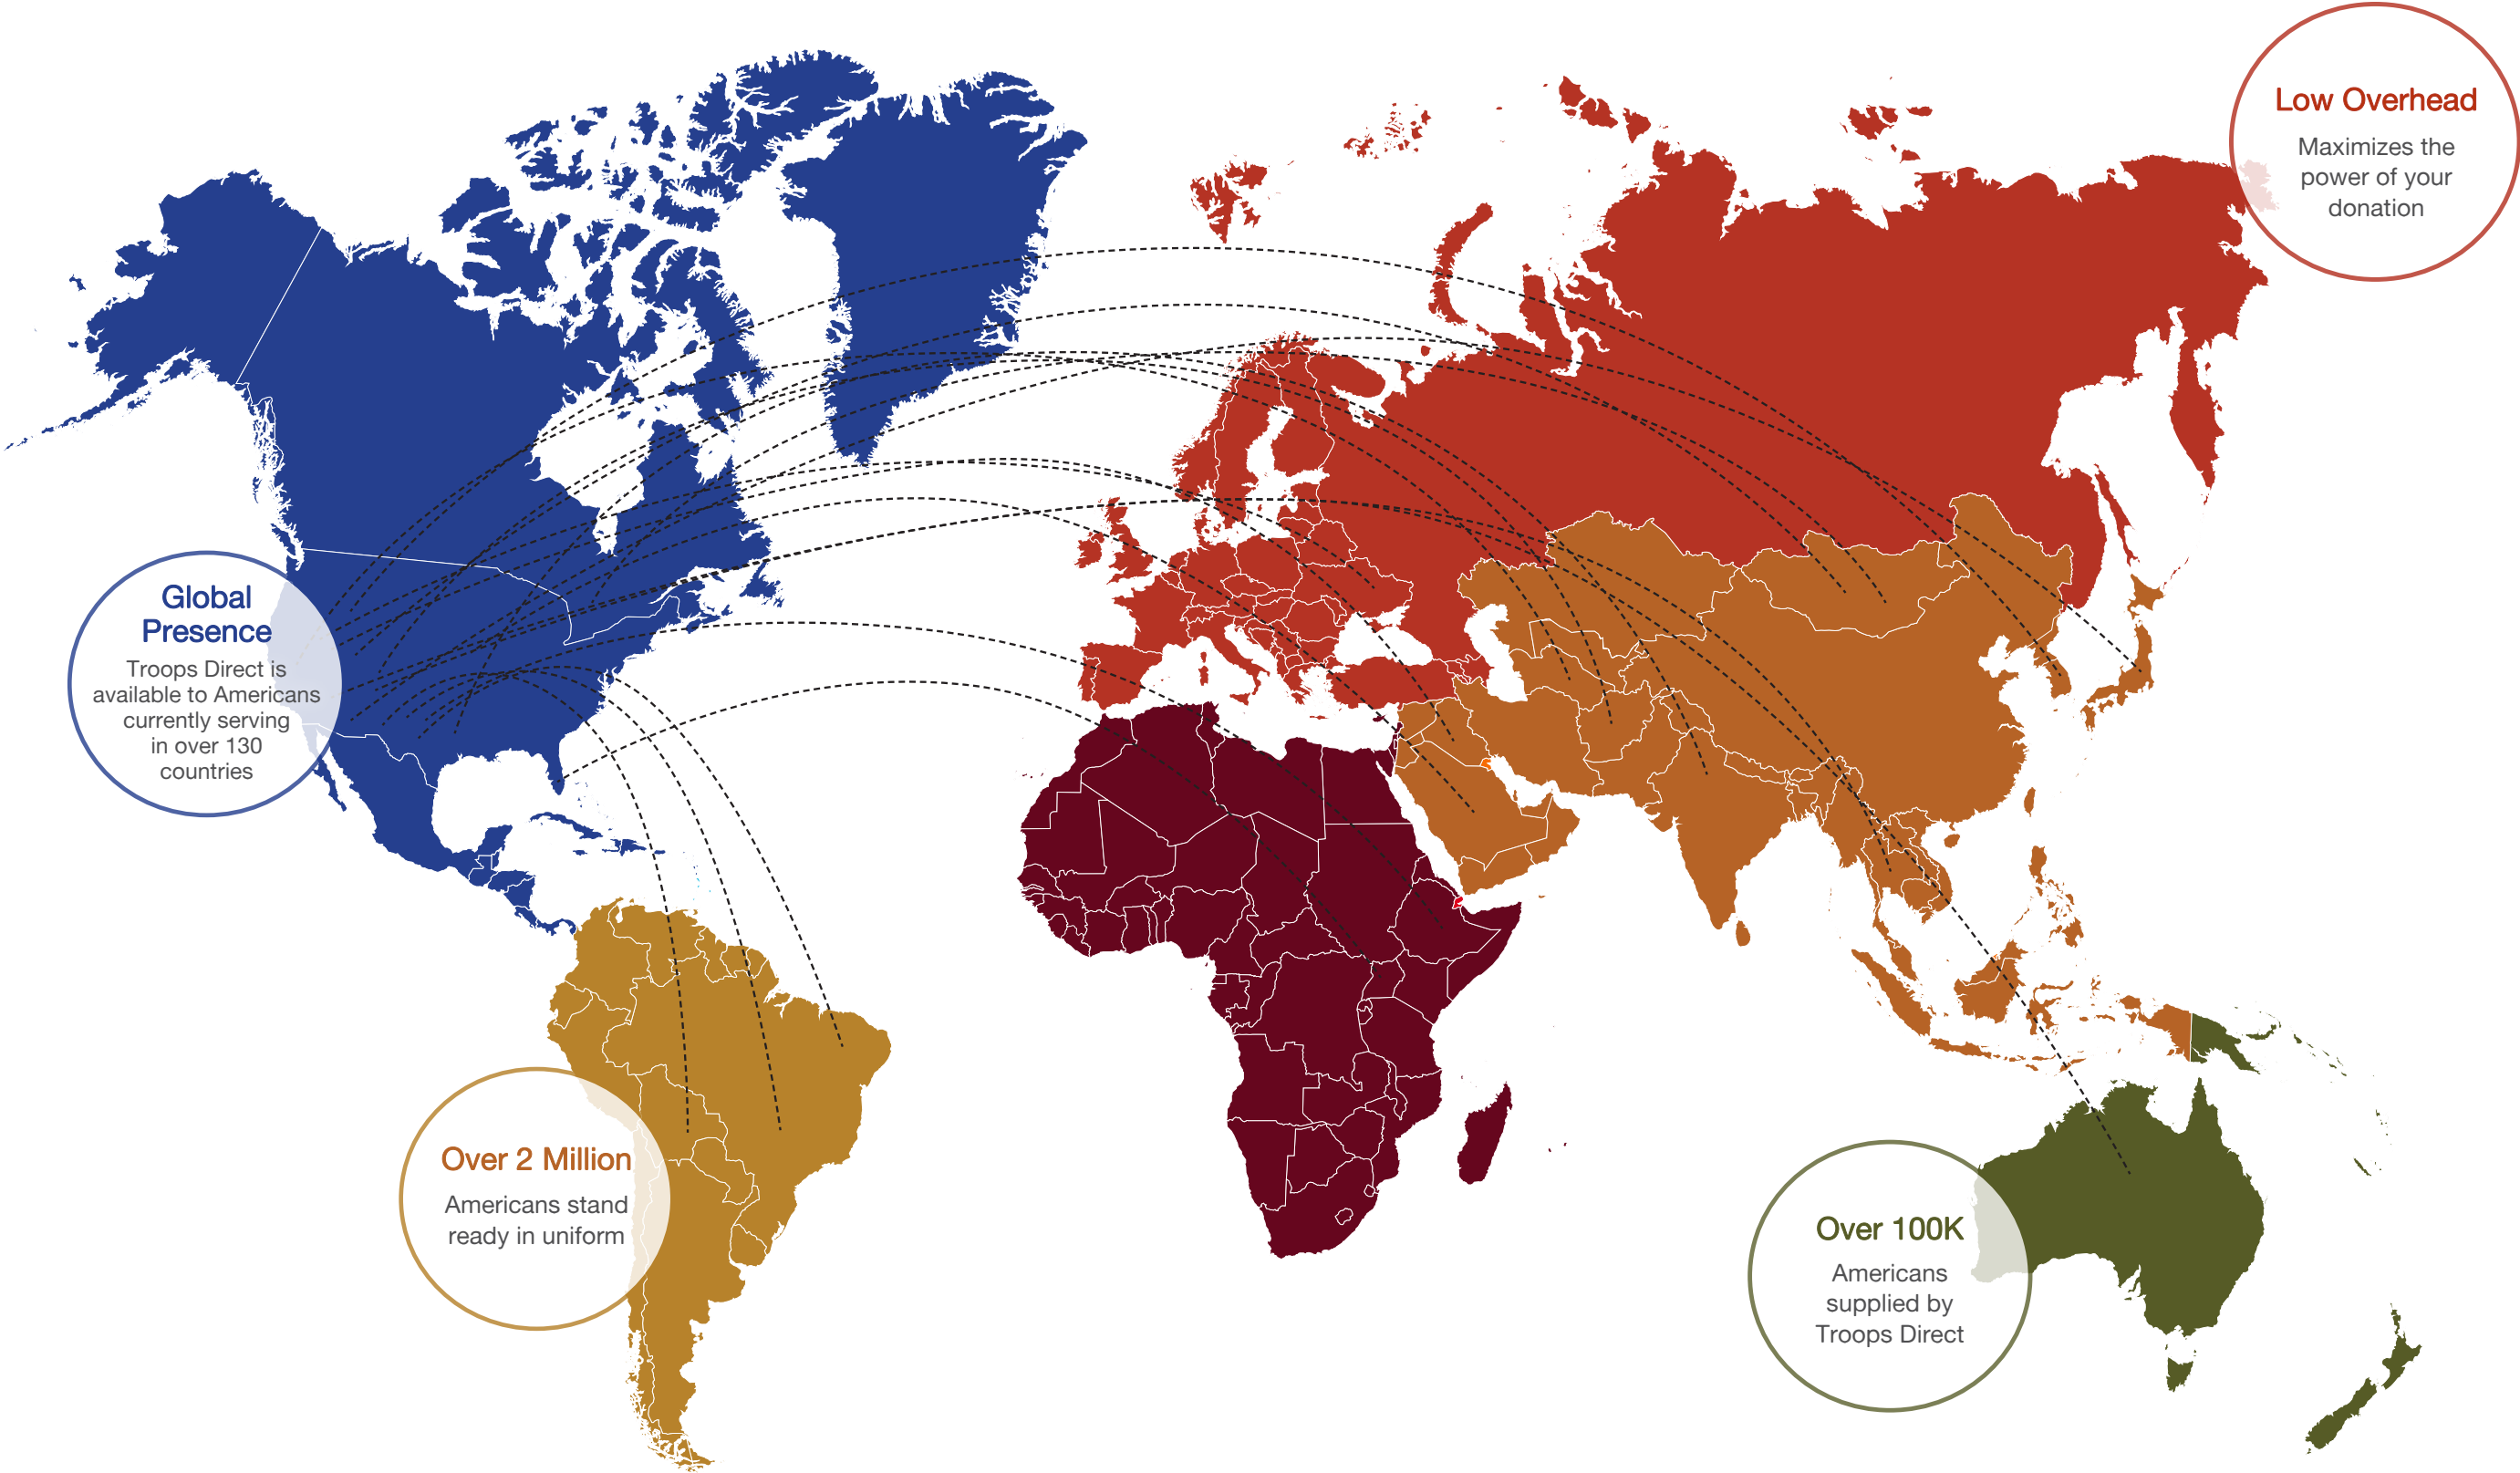 Low Overhead
Maximizes the
power of your
donation
Global
Presence
Troops Direct is
available to Americans
currently serving
in over 130
countries
Over 2 Million
Americans stand
ready in uniform
Over 100K
Americans
supplied by
Troops Direct